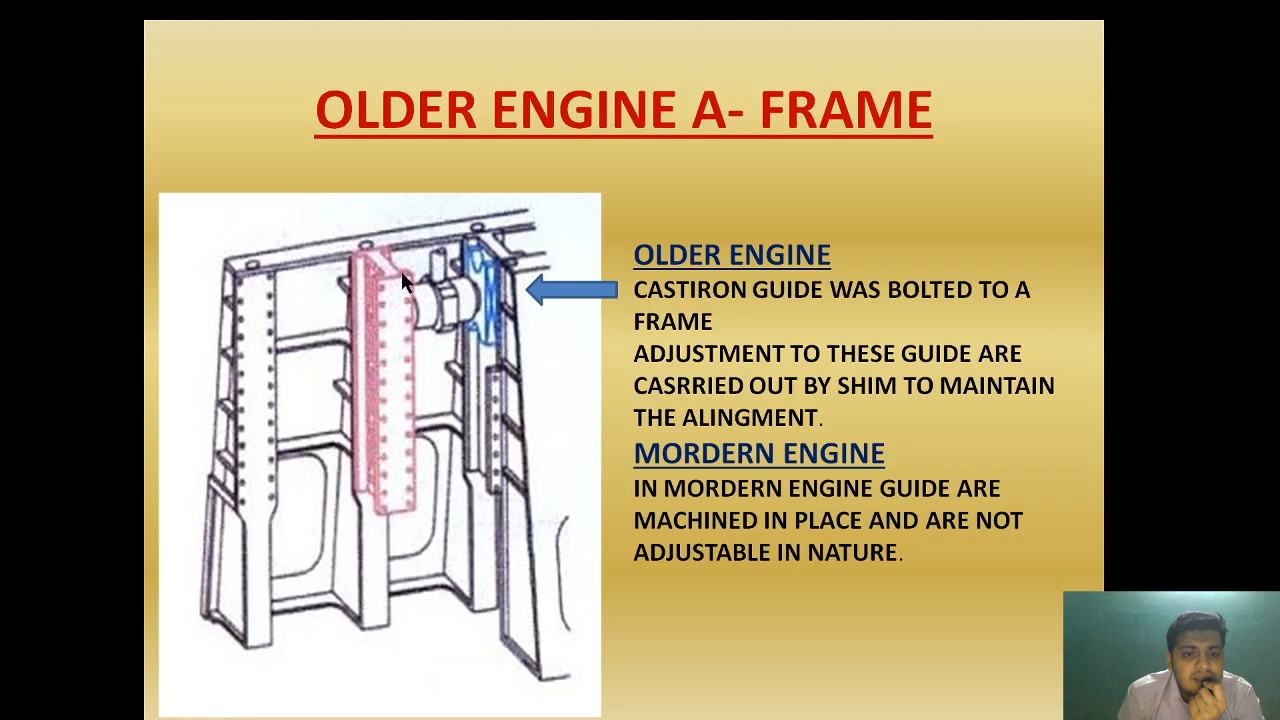 OLDER ENGINE A- FRAME
OLDER ENGINE
CASTIRON GUIDE WAS BOLTED TO A
FRAME
ADJUSTMENT TO THESE GUIDE ARE
CASRRIED OUT BY SHIM TO MAINTAIN
THE ALINGMENT.
MORDERN ENGINE
IN MORDERN ENGINE GUIDE ARE
MACHINED IN PLACE AND ARE NOT
ADJUSTABLE IN NATURE.